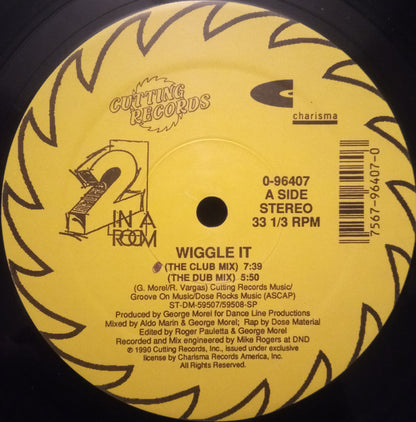 CUTTING
RECORDS
charisma
2
IN A
ROOM
0-96407
A SIDE
STEREO
33 1/3 RPM
7567-96407-0
WIGGLE IT
(THE CLUB MIX) 7:39
(THE DUB MIX) 5:50
(G. Morel/R. Vargas) Cutting Records Music/
Groove On Music/Dose Rocks Music (ASCAP)
ST-DM-59507/59508-SP
Produced by George Morel for Dance Line Productions
Mixed by Aldo Marin & George Morel; Rap by Dose Material
Edited by Roger Pauletta & George Morel
Recorded and Mix engineered by Mike Rogers at DND
℗ 1990 Cutting Records, Inc., issued under exclusive
license by Charisma Records America, Inc.
All Rights Reserved.